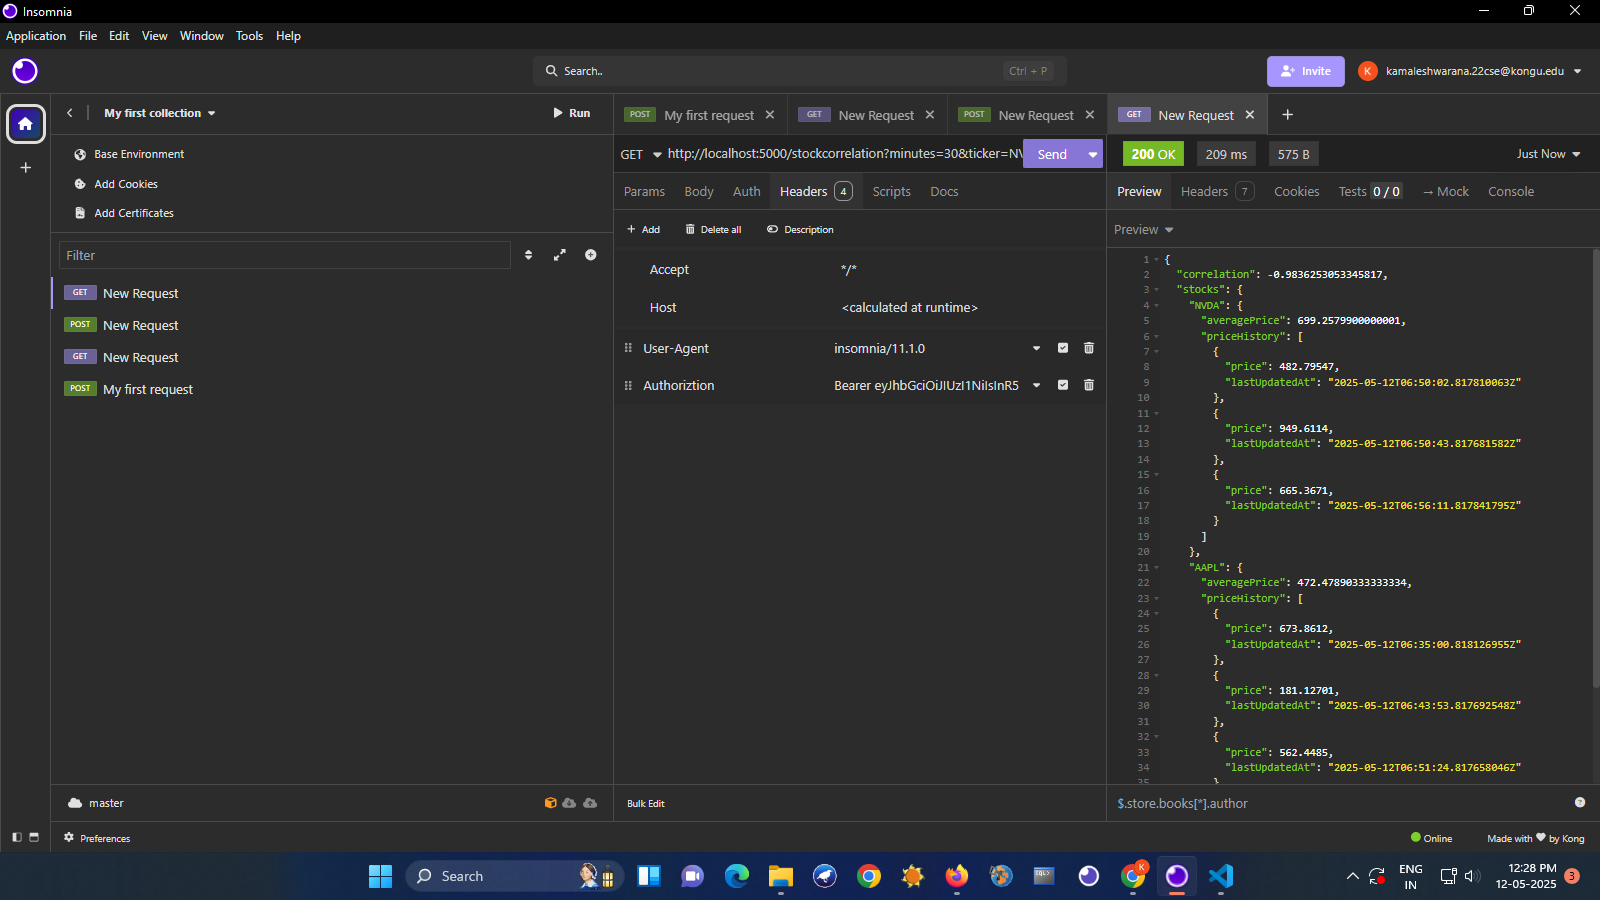 Insomnia
Application File Edit View Window Tools Help
Search.. Ctrl + P Invite K kamaleshwarana.22cse@kongu.edu
My first collection Run
POST My first request GET New Request POST New Request GET New Request
Base Environment
Add Cookies
Add Certificates
Filter
GET New Request
POST New Request
GET New Request
POST My first request
master
Preferences
GET http://localhost:5000/stockcorrelation?minutes=30&ticker=NV Send
Params Body Auth Headers 4 Scripts Docs
Add Delete all Description
Accept */*
Host <calculated at runtime>
User-Agent insomnia/11.1.0
Authoriztion Bearer eyJhbGciOiJIUzI1NiIsInR5
Bulk Edit
200 OK 209 ms 575 B Just Now
Preview Headers 7 Cookies Tests 0 / 0 → Mock Console
Preview
1 {
2 "correlation": -0.9836253053345817,
3 "stocks": {
4 "NVDA": {
5 "averagePrice": 699.2579900000001,
6 "priceHistory": [
7 {
8 "price": 482.79547,
9 "lastUpdatedAt": "2025-05-12T06:50:02.817810063Z"
10 },
11 {
12 "price": 949.6114,
13 "lastUpdatedAt": "2025-05-12T06:50:43.817681582Z"
14 },
15 {
16 "price": 665.3671,
17 "lastUpdatedAt": "2025-05-12T06:56:11.817841795Z"
18 }
19 ]
20 },
21 "AAPL": {
22 "averagePrice": 472.47890333333334,
23 "priceHistory": [
24 {
25 "price": 673.8612,
26 "lastUpdatedAt": "2025-05-12T06:35:00.818126955Z"
27 },
28 {
29 "price": 181.12701,
30 "lastUpdatedAt": "2025-05-12T06:43:53.817692548Z"
31 },
32 {
33 "price": 562.4485,
34 "lastUpdatedAt": "2025-05-12T06:51:24.817658046Z"
35 }
$.store.books[*].author
Online Made with by Kong
Search
K
SQL>
ENG
IN
12:28 PM
12-05-2025
3